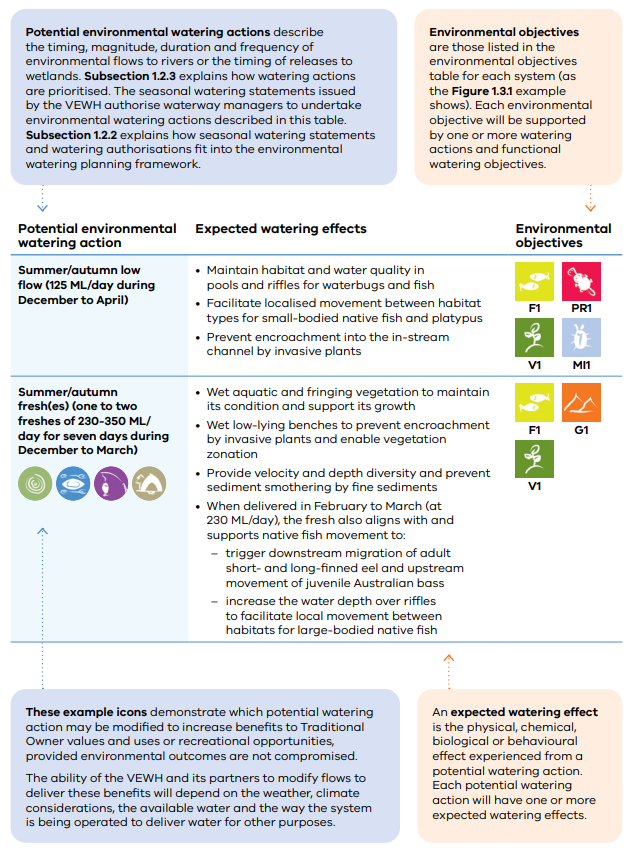 Potential environmental watering actions describe
the timing, magnitude, duration and frequency of
environmental flows to rivers or the timing of releases to
wetlands. Subsection 1.2.3 explains how watering actions
are prioritised. The seasonal watering statements issued
by the VEWH authorise waterway managers to undertake
environmental watering actions described in this table.
Subsection 1.2.2 explains how seasonal watering statements
and watering authorisations fit into the environmental
watering planning framework.
Environmental objectives
are those listed in the
environmental objectives
table for each system (as
the Figure 1.3.1 example
shows). Each environmental
objective will be supported
by one or more watering
actions and functional
watering objectives.
Potential environmental
watering action
Expected watering effects
Environmental
objectives
Summer/autumn low
flow (125 ML/day during
December to April)
• Maintain habitat and water quality in
pools and riffles for waterbugs and fish
• Facilitate localised movement between habitat
types for small-bodied native fish and platypus
• Prevent encroachment into the in-stream
channel by invasive plants
F1
PR1
V1
MI1
Summer/autumn
fresh(es) (one to two
freshes of 230-350 ML/
day for seven days during
December to March)
• Wet aquatic and fringing vegetation to maintain
its condition and support its growth
• Wet low-lying benches to prevent encroachment
by invasive plants and enable vegetation
zonation
• Provide velocity and depth diversity and prevent
sediment smothering by fine sediments
• When delivered in February to March (at
230 ML/day), the fresh also aligns with and
supports native fish movement to:
– trigger downstream migration of adult
short- and long-finned eel and upstream
movement of juvenile Australian bass
– increase the water depth over riffles
to facilitate local movement between
habitats for large-bodied native fish
F1
G1
V1
These example icons demonstrate which potential watering
action may be modified to increase benefits to Traditional
Owner values and uses or recreational opportunities,
provided environmental outcomes are not compromised.
The ability of the VEWH and its partners to modify flows to
deliver these benefits will depend on the weather, climate
considerations, the available water and the way the system
is being operated to deliver water for other purposes.
An expected watering effect
is the physical, chemical,
biological or behavioural
effect experienced from a
potential watering action.
Each potential watering
action will have one or more
expected watering effects.